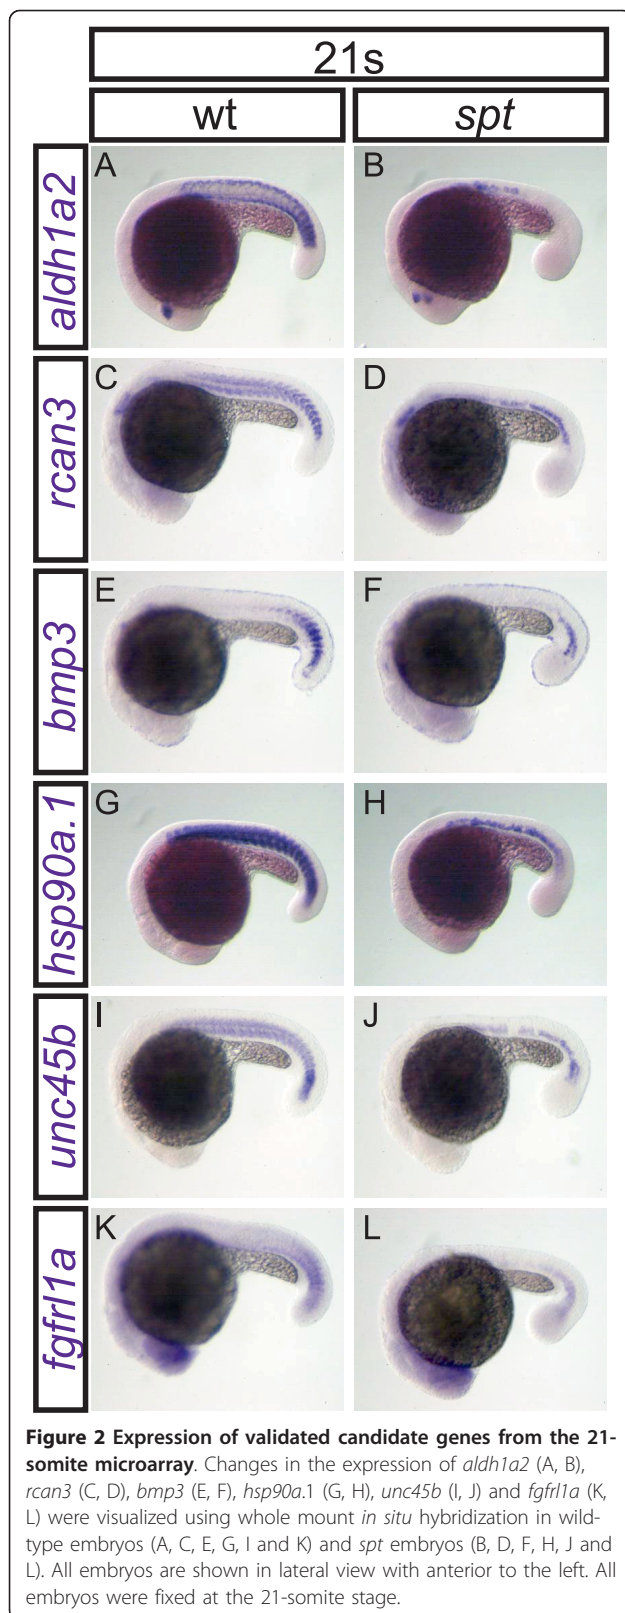 21s
wt spt
A B
aldh1a2
C D
rcan3
E F
bmp3
G H
hsp90a.1
I J
unc45b
K L
fgfrl1a
Figure 2 Expression of validated candidate genes from the 21-
somite microarray. Changes in the expression of aldh1a2 (A, B),
rcan3 (C, D), bmp3 (E, F), hsp90a.1 (G, H), unc45b (I, J) and fgfrl1a (K,
L) were visualized using whole mount in situ hybridization in wild-
type embryos (A, C, E, G, I and K) and spt embryos (B, D, F, H, J and
L). All embryos are shown in lateral view with anterior to the left. All
embryos were fixed at the 21-somite stage.